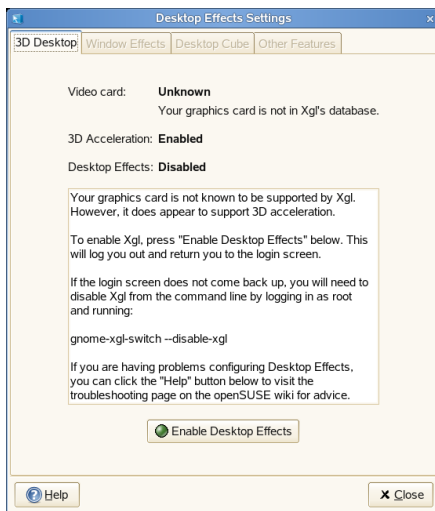 Desktop Effects Settings
3D Desktop Window Effects Desktop Cube Other Features
Video card: Unknown
Your graphics card is not in Xgl's database.
3D Acceleration: Enabled
Desktop Effects: Disabled
Your graphics card is not known to be supported by Xgl.
However, it does appear to support 3D acceleration.
To enable Xgl, press "Enable Desktop Effects" below. This
will log you out and return you to the login screen.
If the login screen does not come back up, you will need to
disable Xgl from the command line by logging in as root
and running:
gnome-xgl-switch --disable-xgl
If you are having problems configuring Desktop Effects,
you can click the "Help" button below to visit the
troubleshooting page on the openSUSE wiki for advice.
Enable Desktop Effects
Help
Close